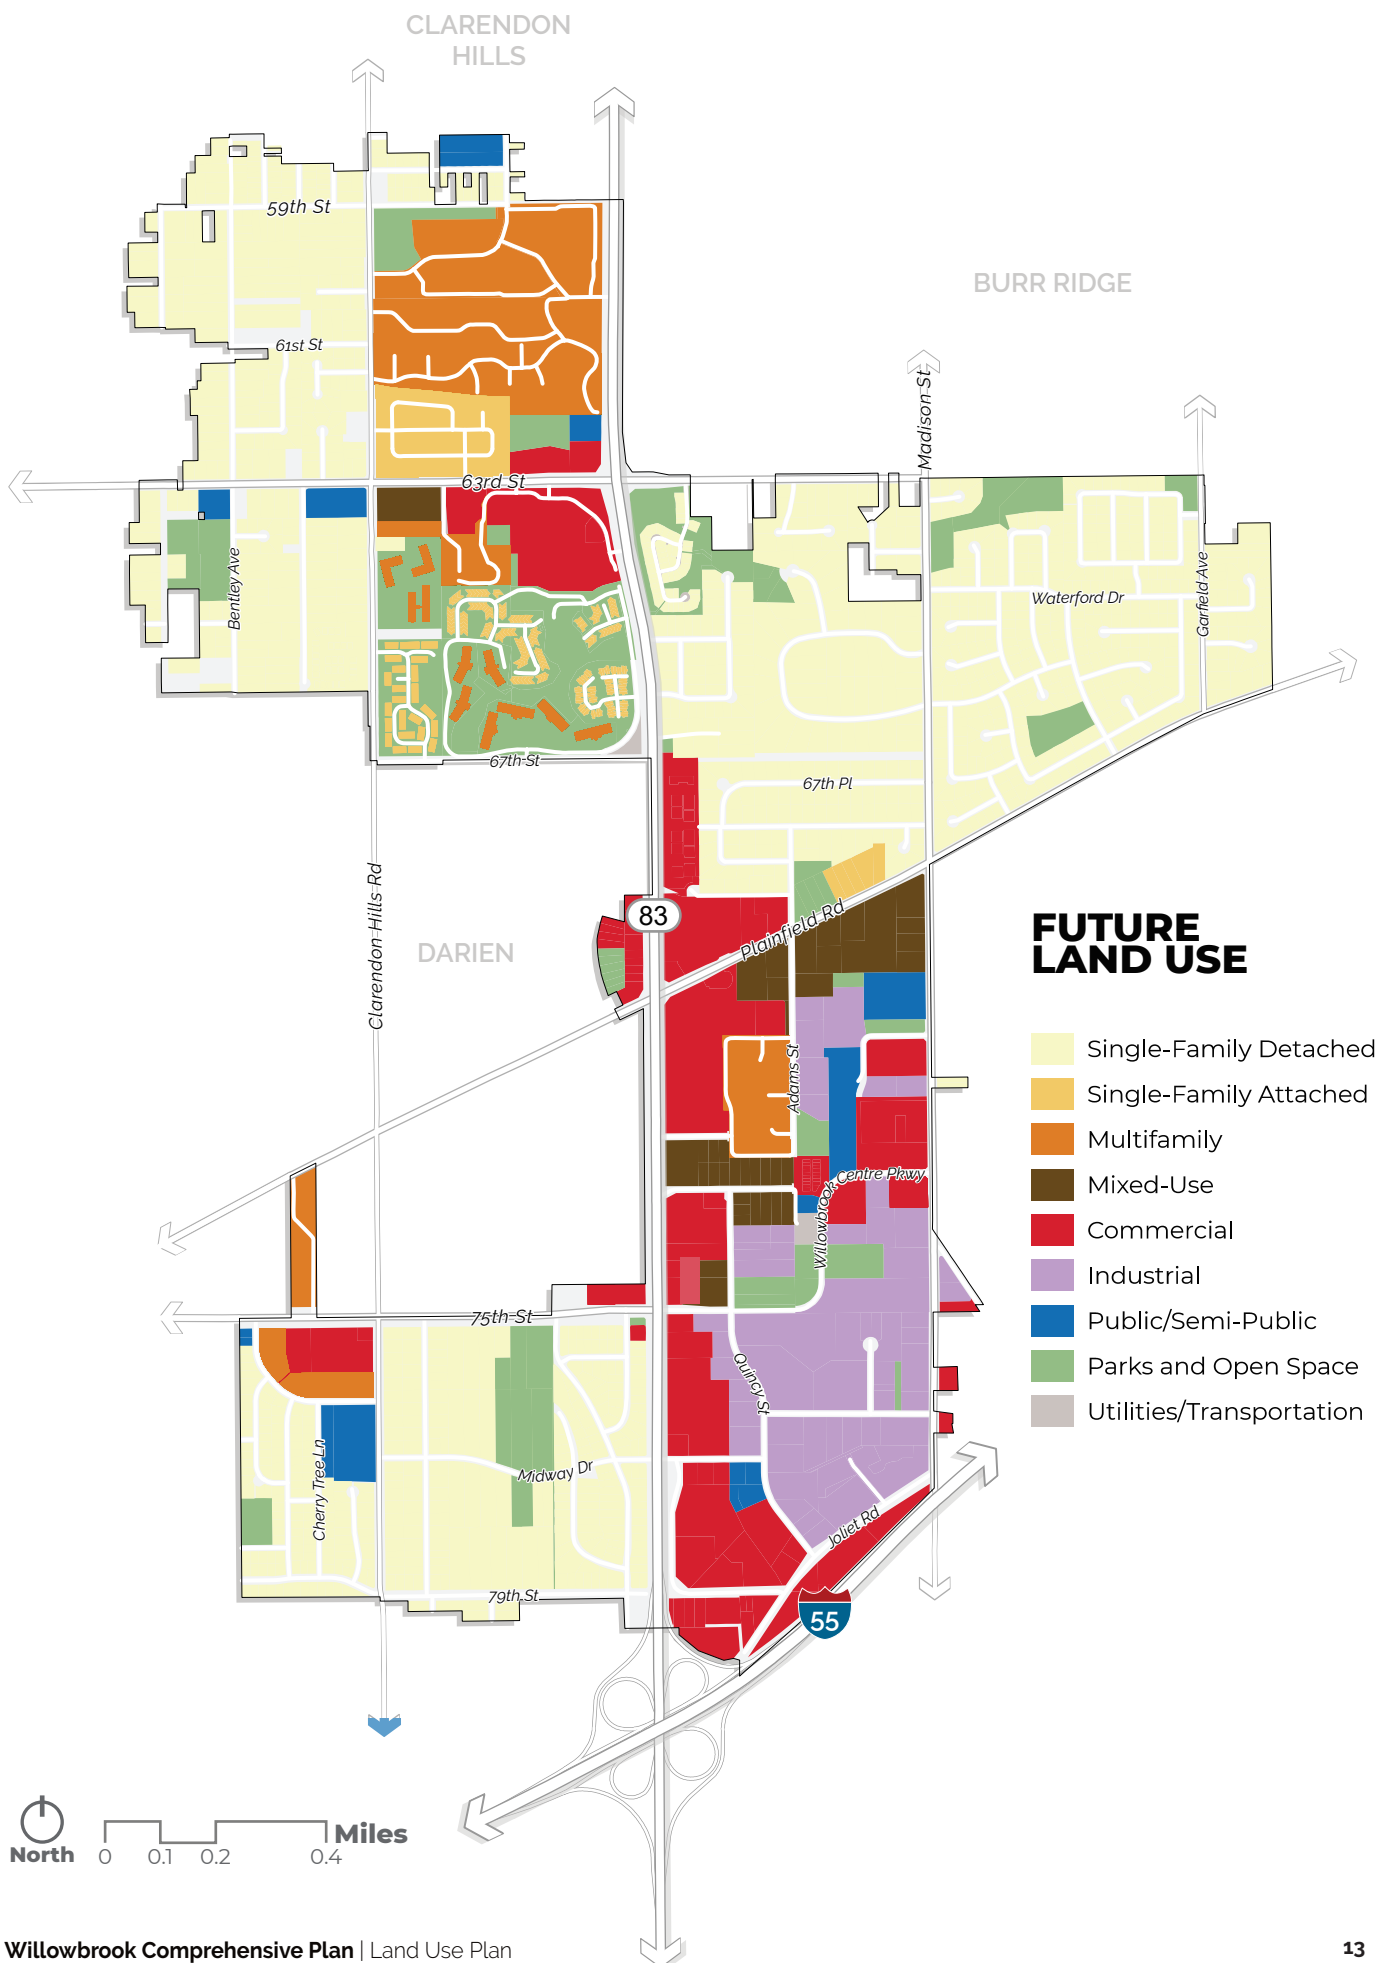 CLARENDON
HILLS
BURR RIDGE
59th St
61st St
Madison St
63rd St
Bentley Ave
Waterford Dr
Garfield Ave
67th St
67th Pl
Clarendon Hills Rd
83
Plainfield Rd
DARIEN
FUTURE
LAND USE
Single-Family Detached
Single-Family Attached
Multifamily
Mixed-Use
Commercial
Industrial
Public/Semi-Public
Parks and Open Space
Utilities/Transportation
Adams St
Willowbrook Centre Pkwy
75th St
Quincy St
Cherry Tree Ln
Midway Dr
Joliet Rd
79th St
55
North
0 0.1 0.2 0.4 Miles
Willowbrook Comprehensive Plan | Land Use Plan
13